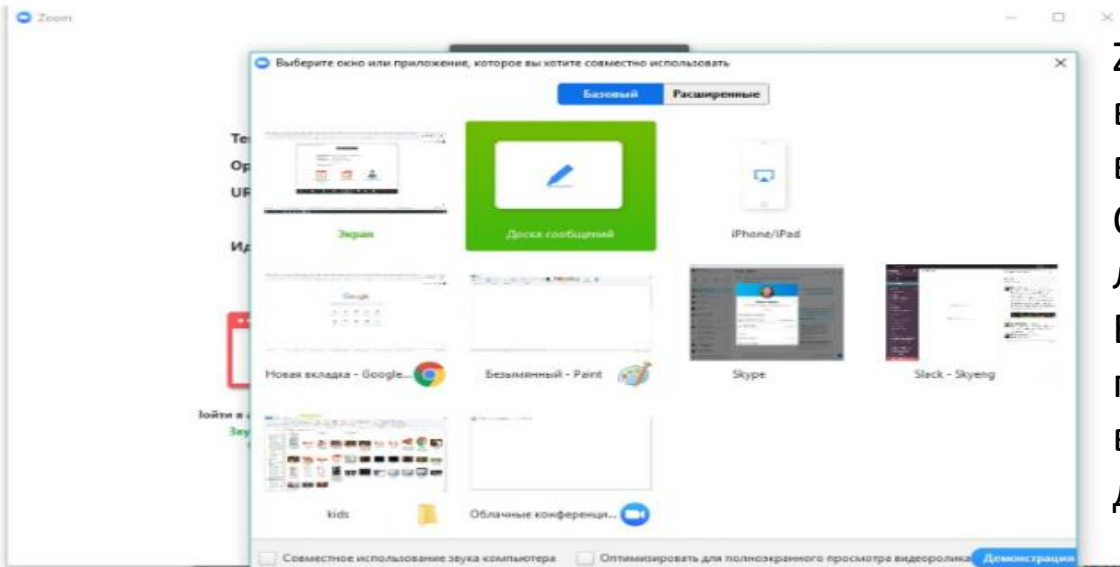 Zoom
Выберите окно или приложение, которое вы хотите совместно использовать
Базовый Расширенные
Экран
Доска сообщений
iPhone/iPad
Новая вкладка - Google...
Безымянный - Paint
Skype
Slack - Skyeng
kids
Облачные конференци...
Совместное использование звука компьютера
Оптимизировать для полноэкранного просмотра видеоролика
Демонстрация